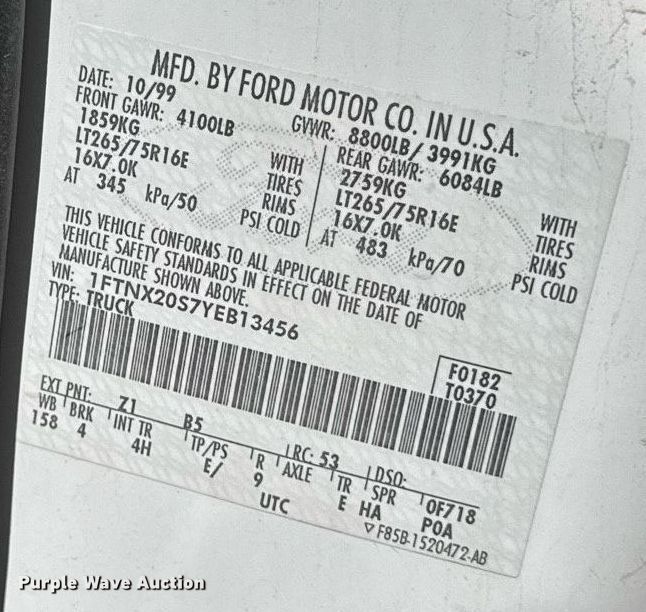 MFD. BY FORD MOTOR CO. IN U.S.A.
DATE: 10/99 GVWR: 8800LB/ 3991KG
FRONT GAWR: 4100LB REAR GAWR: 6084LB
1859KG WITH 2759KG WITH
LT265/75R16E TIRES LT265/75R16E TIRES
16X7.0K RIMS 16X7.0K RIMS
AT 345 kPa/50 PSI COLD AT 483 kPa/70 PSI COLD
THIS VEHICLE CONFORMS TO ALL APPLICABLE FEDERAL MOTOR
VEHICLE SAFETY STANDARDS IN EFFECT ON THE DATE OF
MANUFACTURE SHOWN ABOVE.
VIN: 1FTNX20S7YEB13456
TYPE: TRUCK
F0182
T0370
EXT PNT: Z1 B5 RC: 53 DSO:
WB BRK INT TR TP/PS R AXLE TR SPR 0F718
158 4 4H E/ 9 E HA P0A
UTC
▽ F85B-1520472-AB
Purple Wave Auction